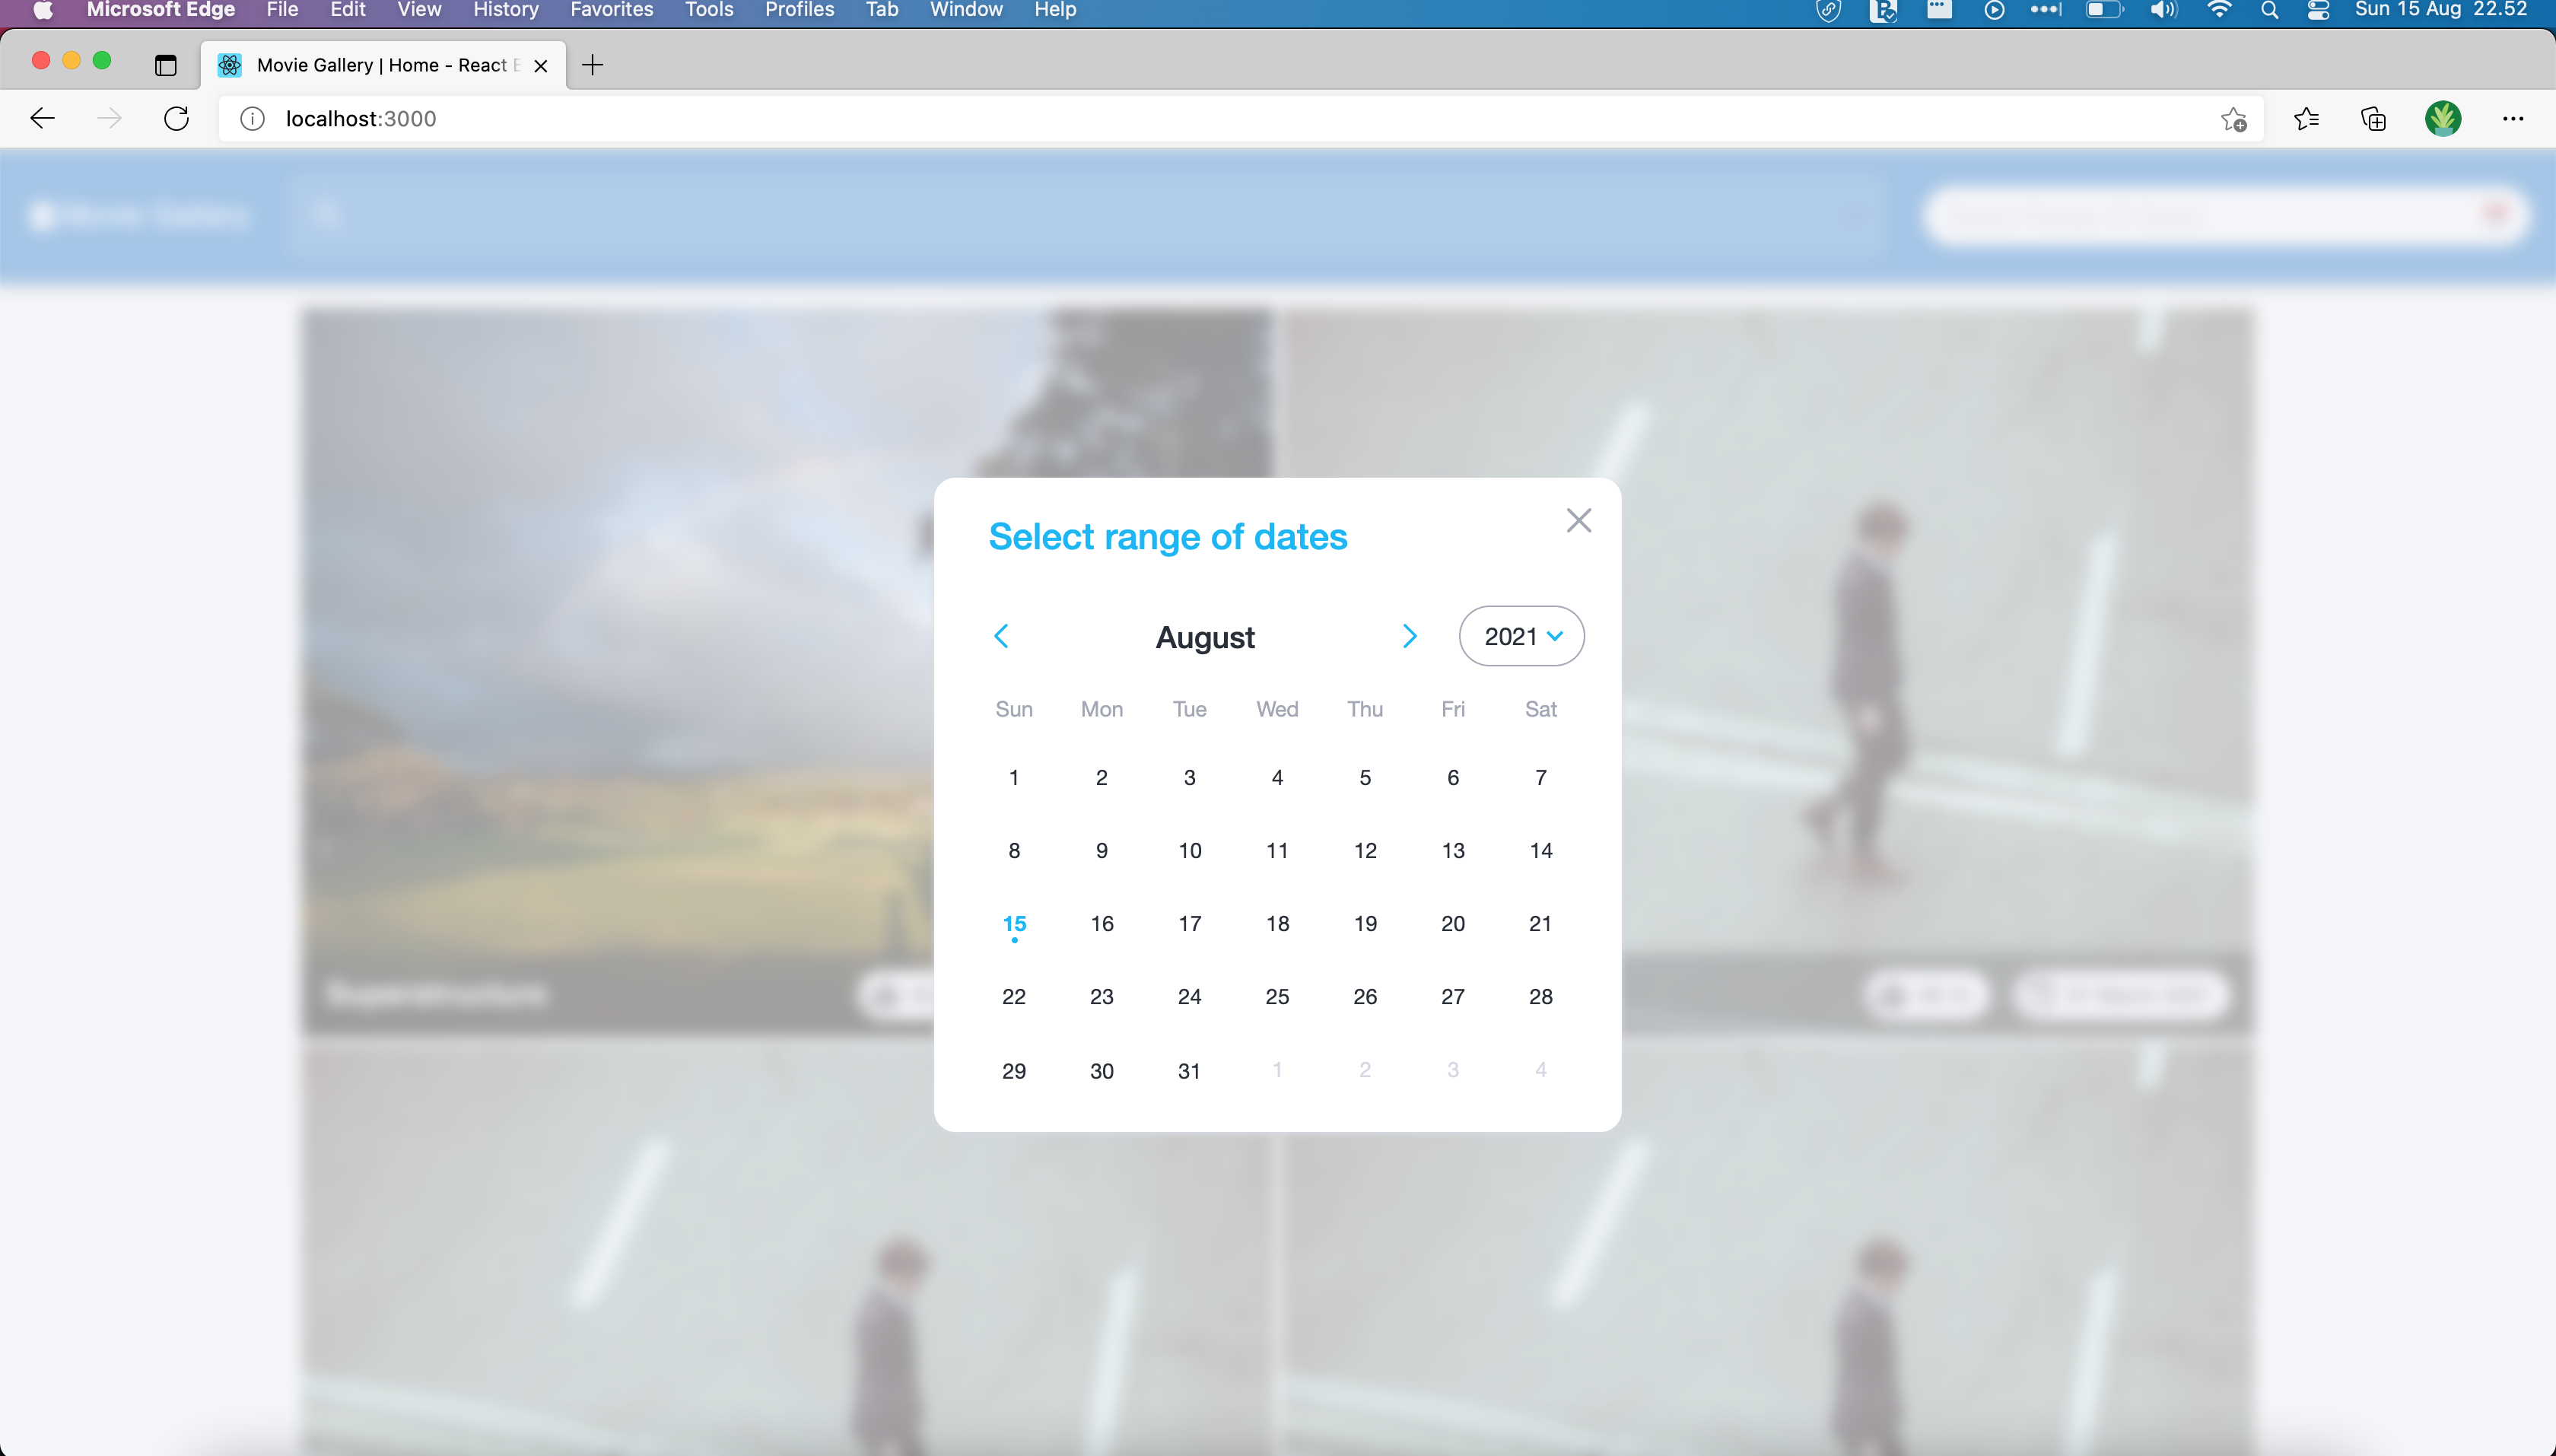 Microsoft Edge File Edit View History Favorites Tools Profiles Tab Window Help Sun 15 Aug 22.52
Movie Gallery | Home - React
localhost:3000
Movie Gallery
Select range of dates
August 2021
Sun Mon Tue Wed Thu Fri Sat
1 2 3 4 5 6 7
8 9 10 11 12 13 14
15 16 17 18 19 20 21
22 23 24 25 26 27 28
29 30 31 1 2 3 4
Superstructure